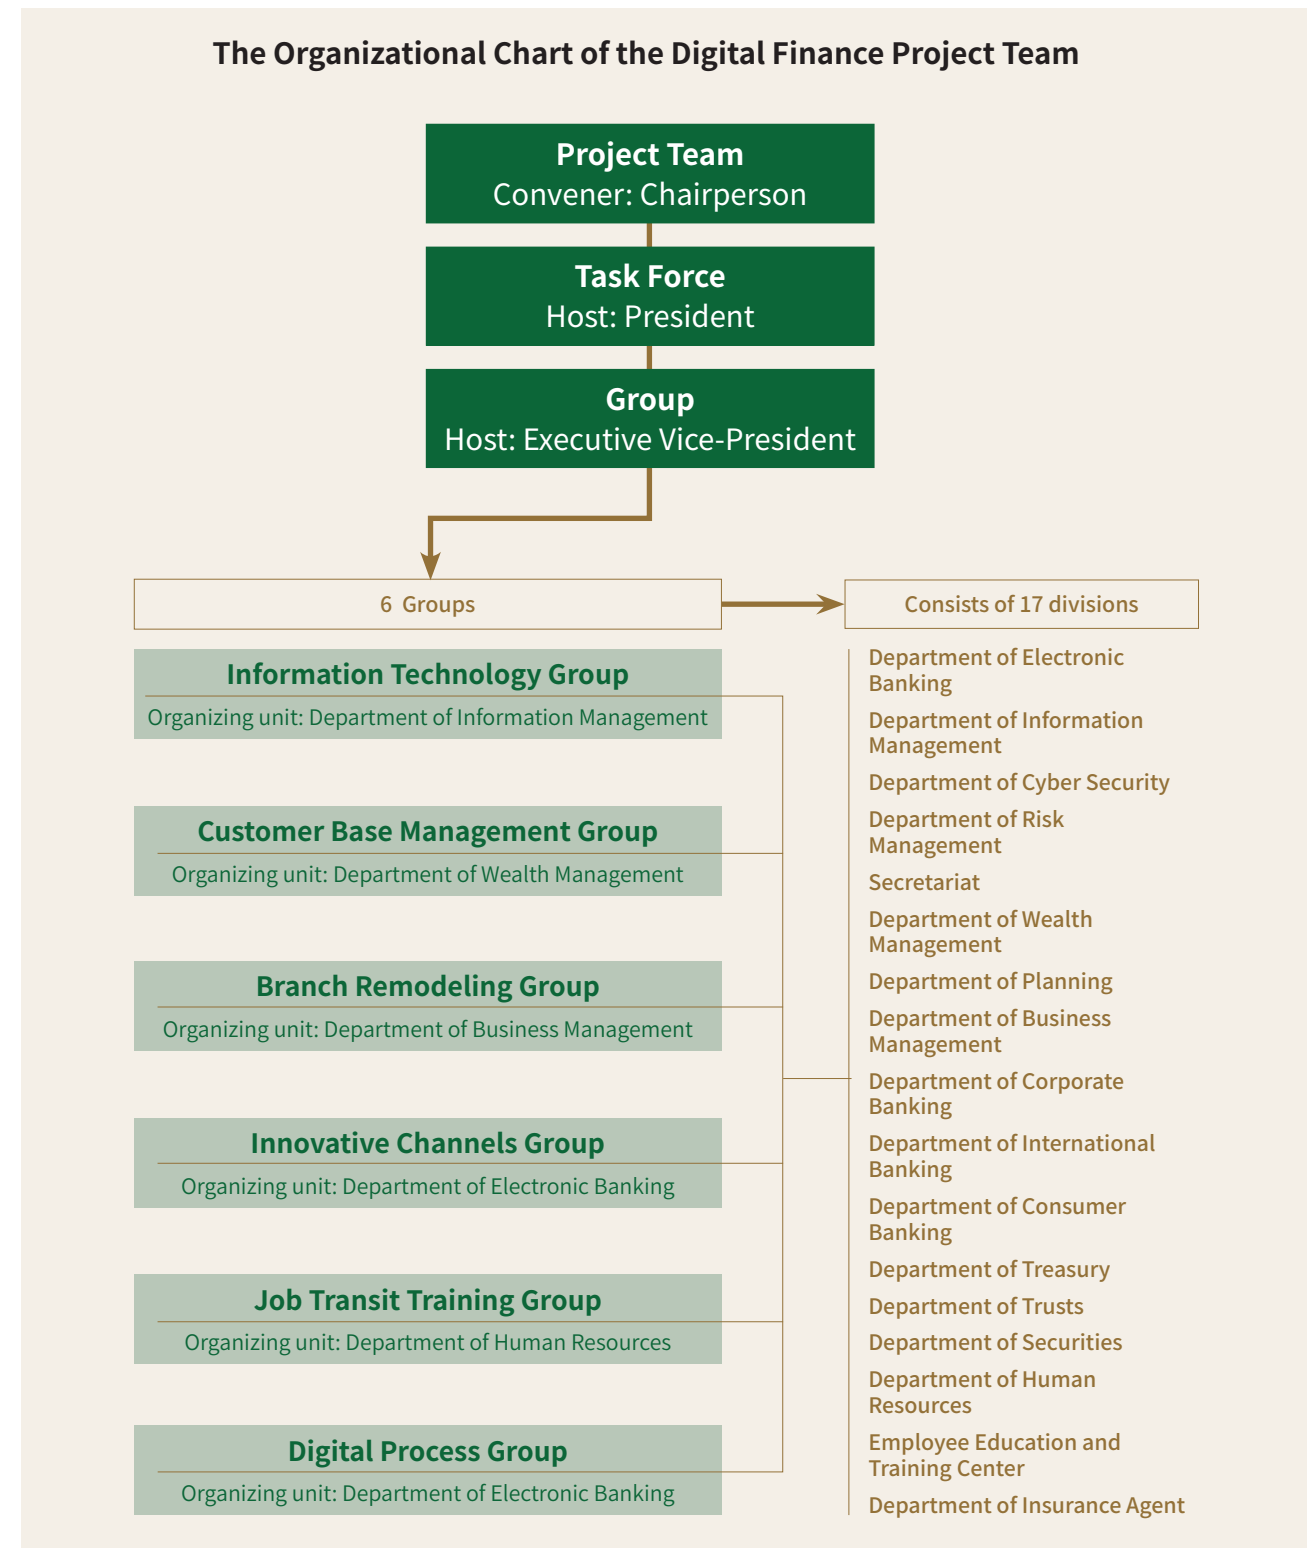 The Organizational Chart of the Digital Finance Project Team
Project Team
Convener: Chairperson
Task Force
Host: President
Group
Host: Executive Vice-President
6 Groups
Information Technology Group
Organizing unit: Department of Information Management
Customer Base Management Group
Organizing unit: Department of Wealth Management
Branch Remodeling Group
Organizing unit: Department of Business Management
Innovative Channels Group
Organizing unit: Department of Electronic Banking
Job Transit Training Group
Organizing unit: Department of Human Resources
Digital Process Group
Organizing unit: Department of Electronic Banking
Consists of 17 divisions
Department of Electronic
Banking
Department of Information
Management
Department of Cyber Security
Department of Risk
Management
Secretariat
Department of Wealth
Management
Department of Planning
Department of Business
Management
Department of Corporate
Banking
Department of International
Banking
Department of Consumer
Banking
Department of Treasury
Department of Trusts
Department of Securities
Department of Human
Resources
Employee Education and
Training Center
Department of Insurance Agent